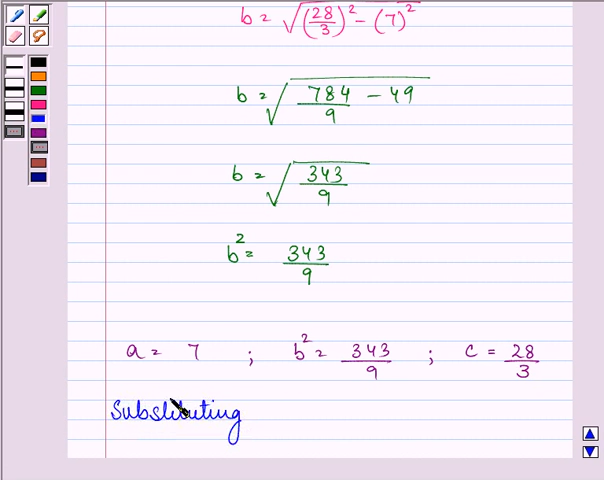 b = √(28/3)² − (7)²
b = √784/9 − 49
b = √343/9
b² = 343/9
a = 7 ; b² = 343/9 ; c = 28/3
Substituting